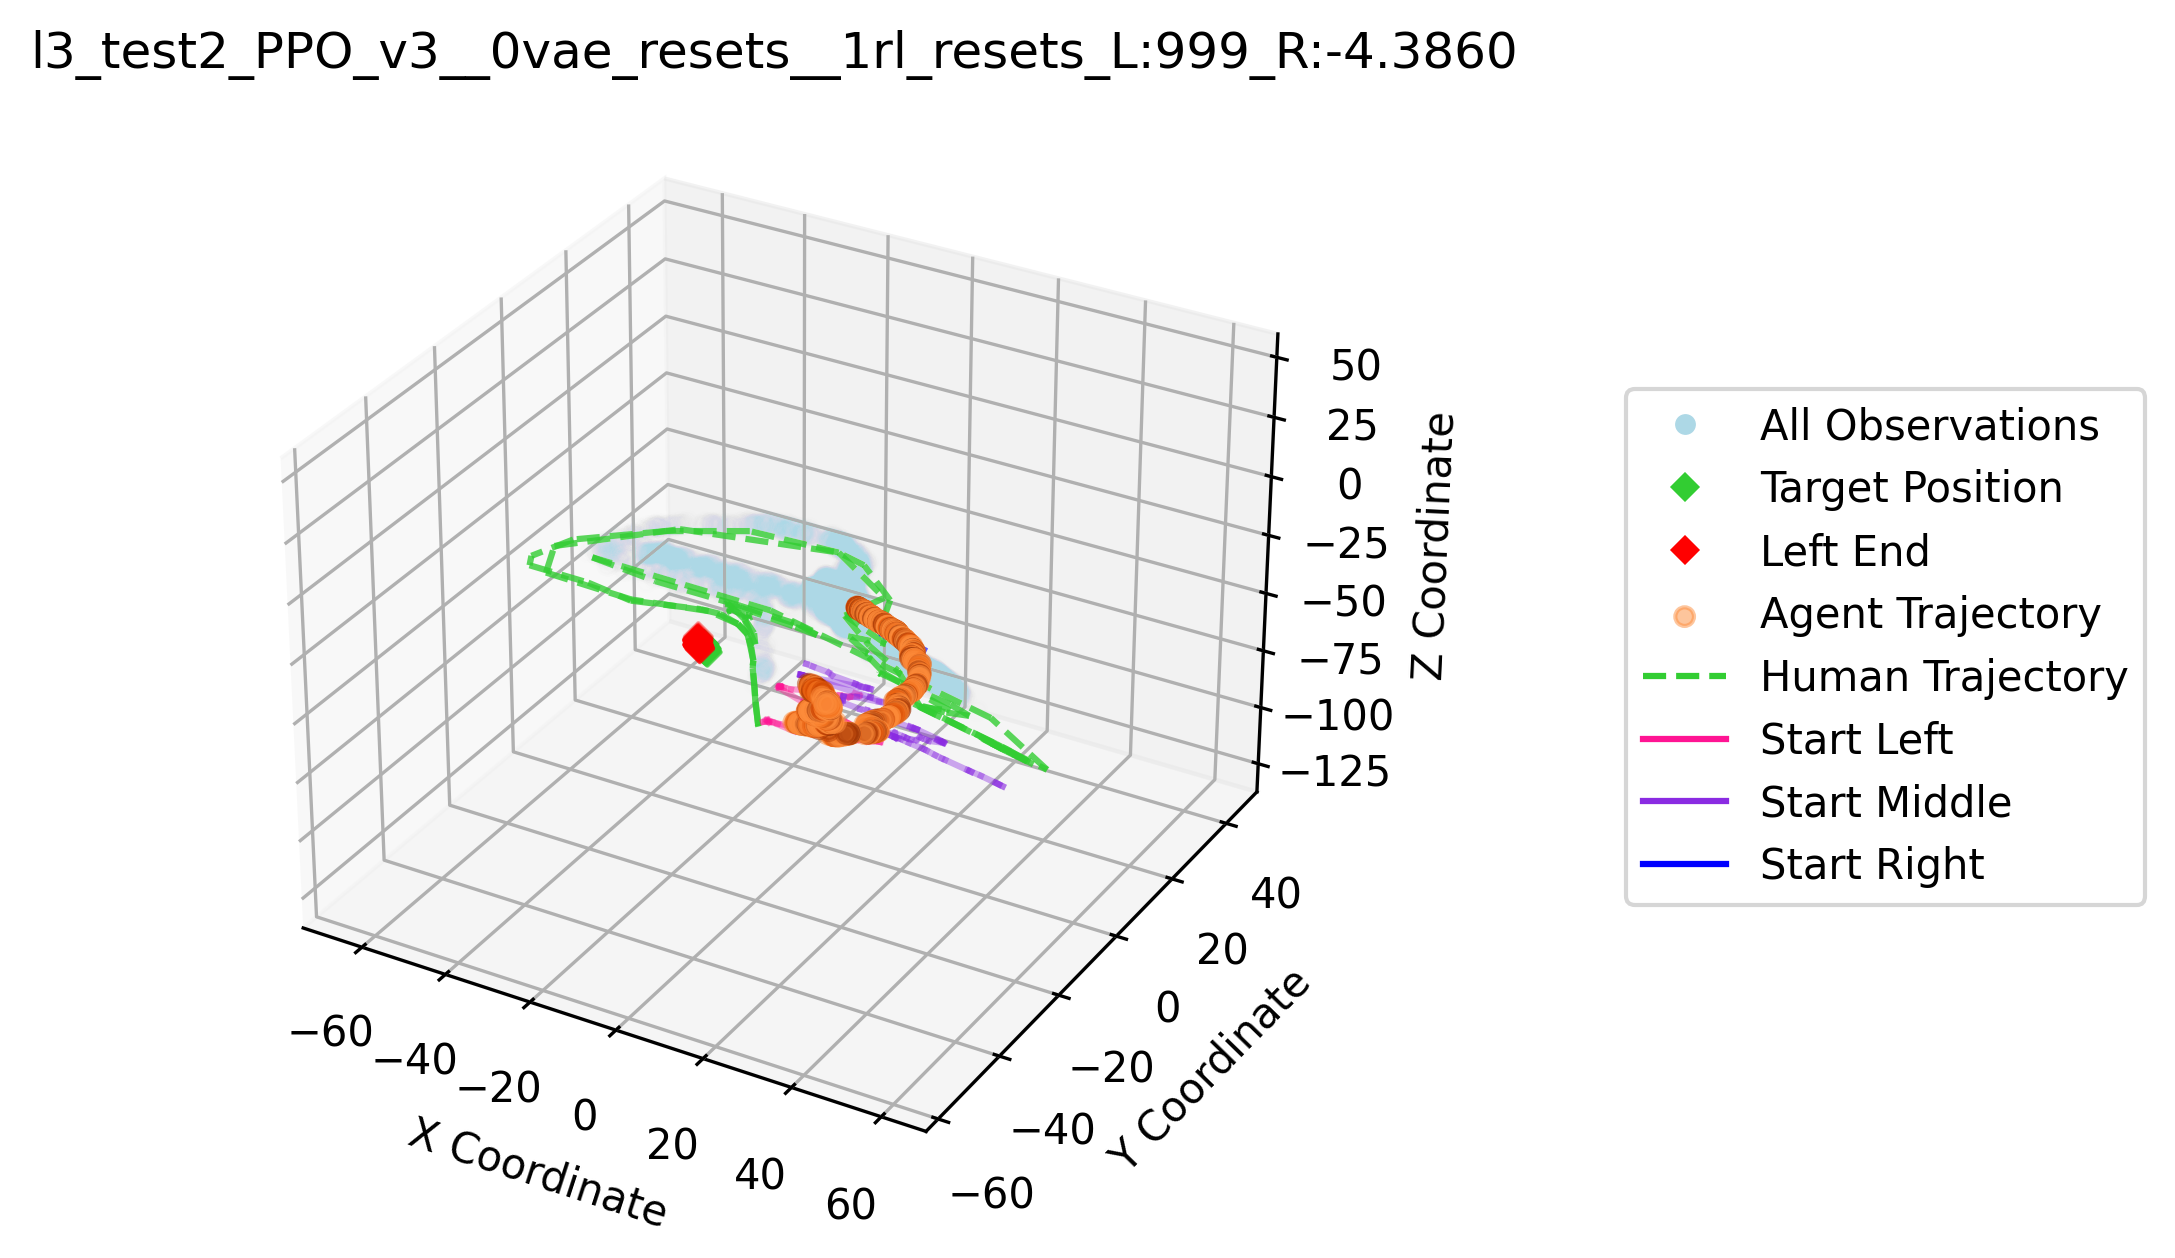 l3_test2_PPO_v3__0vae_resets__1rl_resets_L:999_R:-4.3860
50
25
0
−25
−50
−75
−100
−125
Z Coordinate
All Observations
Target Position
Left End
Agent Trajectory
Human Trajectory
Start Left
Start Middle
Start Right
40
20
0
−20
−40
−60
Y Coordinate
−60
−40
−20
0
20
40
60
X Coordinate